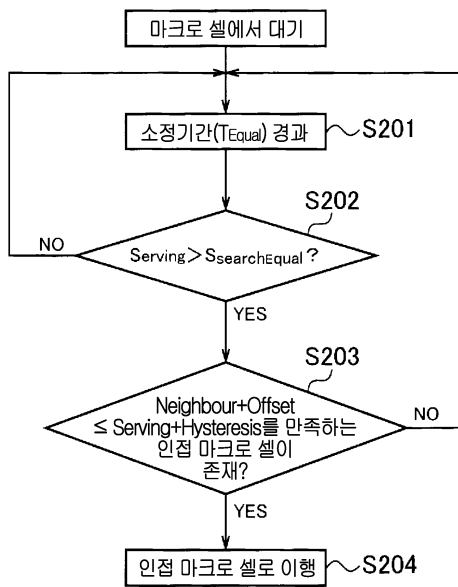 마크로 셀에서 대기
소정기간(TEqual) 경과
S201
S202
NO
Serving > SsearchEqual ?
YES
S203
Neighbour+Offset
≤ Serving+Hysteresis를 만족하는
인접 마크로 셀이
존재?
NO
YES
인접 마크로 셀로 이행
S204